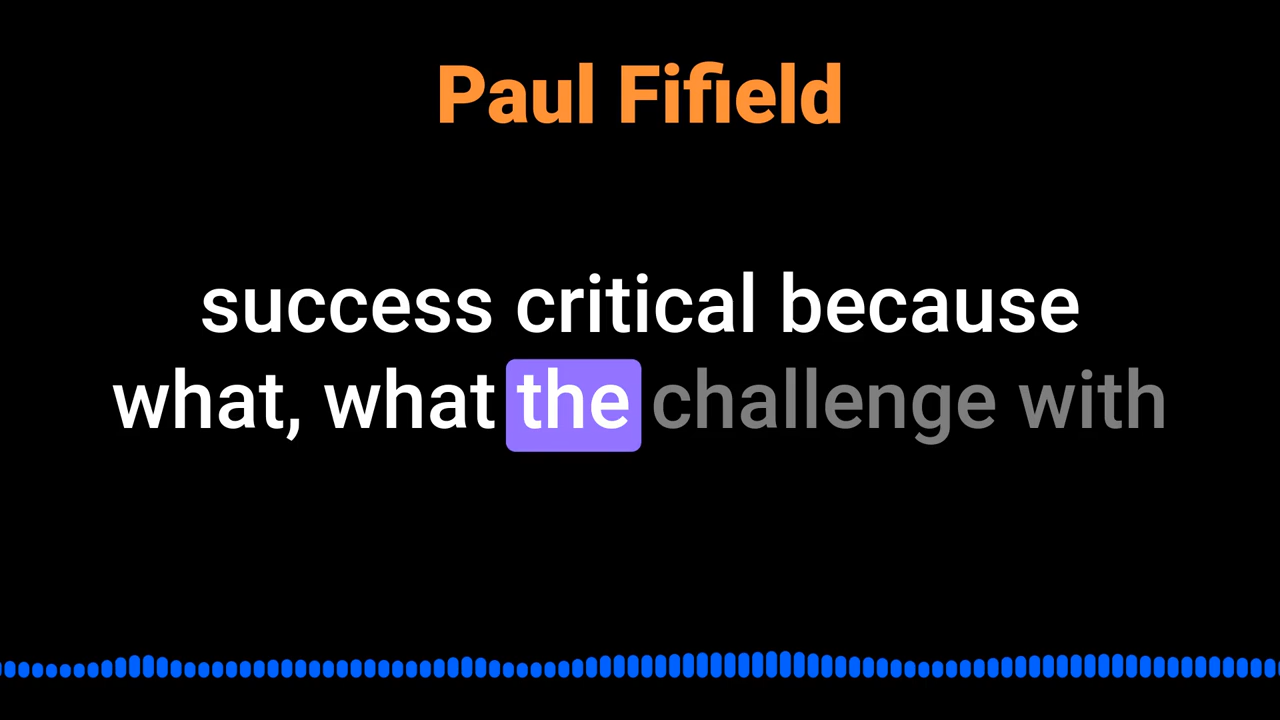 Paul Fifield
success critical because
what, what the challenge with